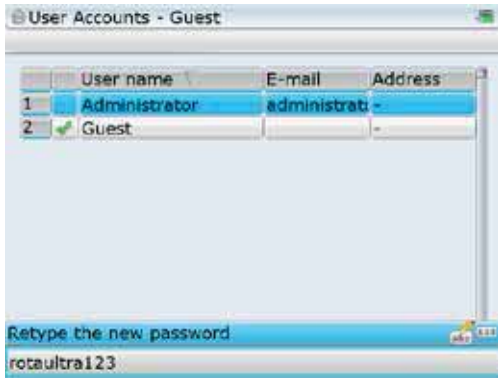 User Accounts - Guest
User name E-mail Address
1 Administrator administrat -
2 Guest -
Retype the new password
rotaultra123